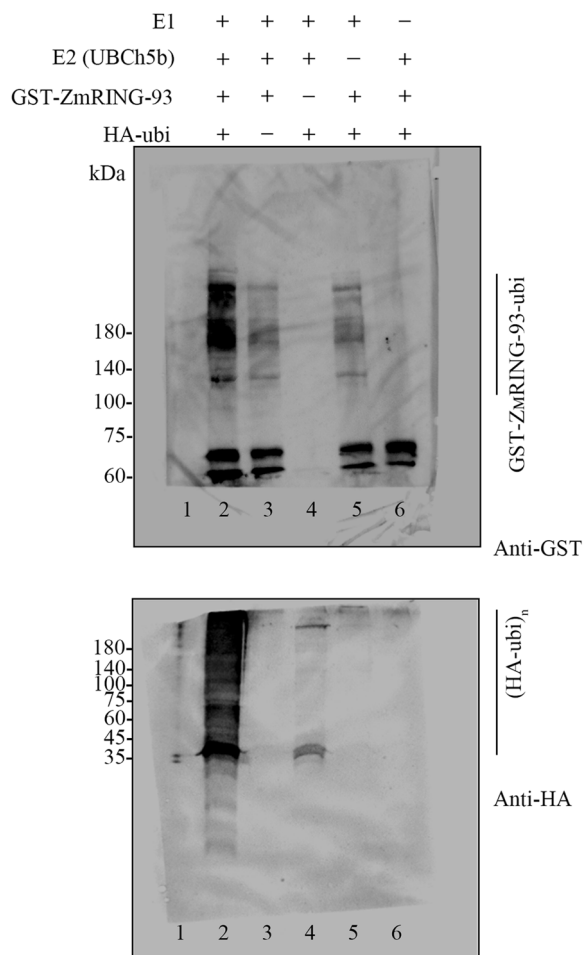 E1 + + + + −
E2 (UBCh5b) + + + − +
GST-ZmRING-93 + + − + +
HA-ubi + − + + +
kDa
180
140
100
75
60
1 2 3 4 5 6
GST-ZMRING-93-ubi
Anti-GST
180
140
100
75
60
45
35
1 2 3 4 5 6
(HA-ubi)n
Anti-HA